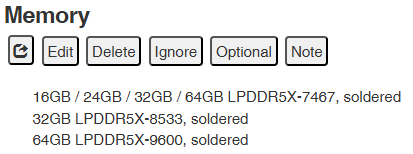 Memory
Edit Delete Ignore Optional Note
16GB / 24GB / 32GB / 64GB LPDDR5X-7467, soldered
32GB LPDDR5X-8533, soldered
64GB LPDDR5X-9600, soldered